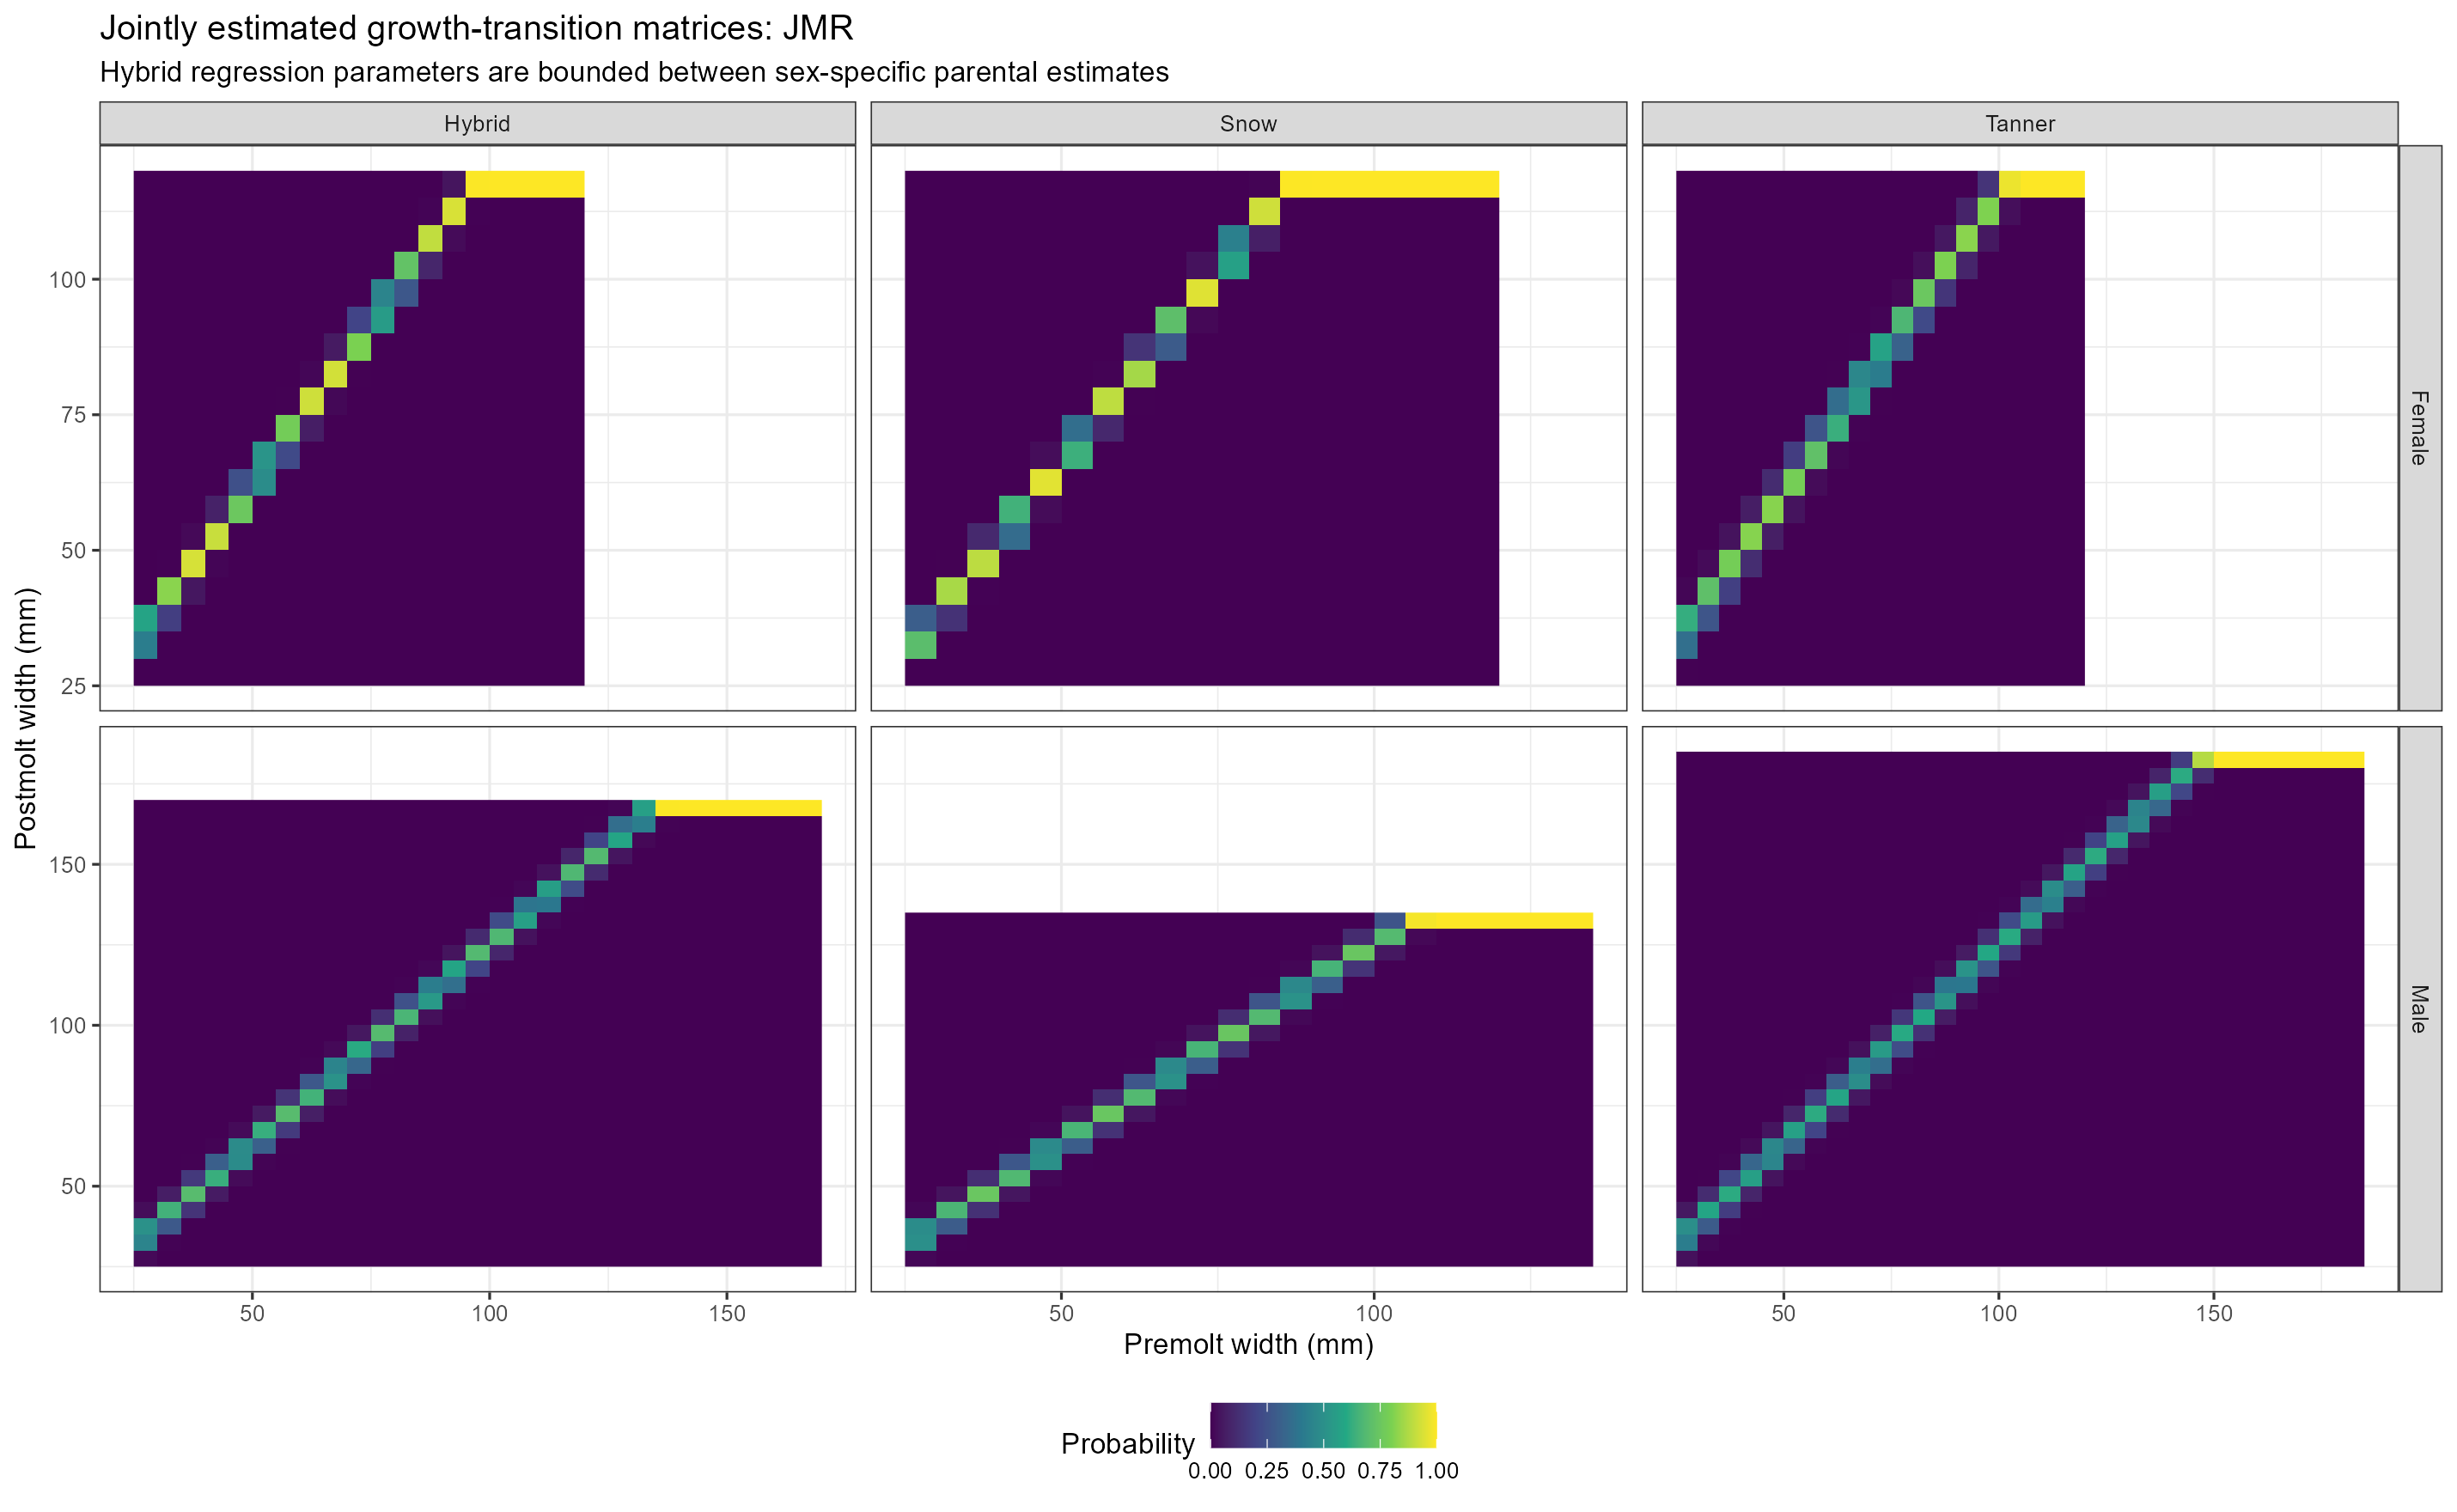 Jointly estimated growth-transition matrices: JMR
Hybrid regression parameters are bounded between sex-specific parental estimates
Hybrid
Snow
Tanner
Female
Male
Postmolt width (mm)
100
75
50
25
150
100
50
50
100
150
50
100
50
100
150
Premolt width (mm)
Probability
0.00 0.25 0.50 0.75 1.00